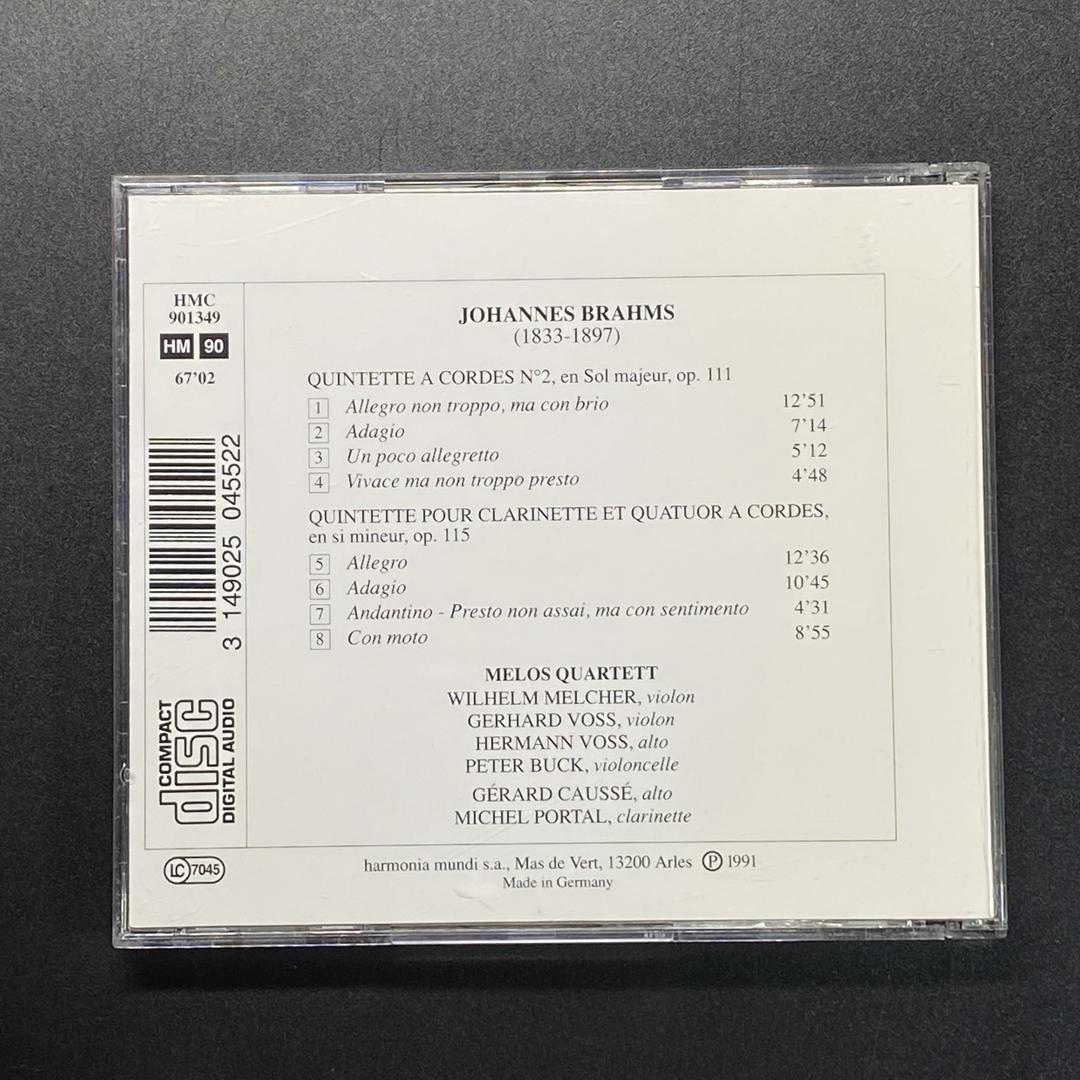 HMC
901349
HM 90
67'02
3 149025 045522
COMPACT
disc
DIGITAL AUDIO
LC 7045
JOHANNES BRAHMS
(1833-1897)
QUINTETTE A CORDES N°2, en Sol majeur, op. 111
1 Allegro non troppo, ma con brio 12'51
2 Adagio 7'14
3 Un poco allegretto 5'12
4 Vivace ma non troppo presto 4'48
QUINTETTE POUR CLARINETTE ET QUATUOR A CORDES,
en si mineur, op. 115
5 Allegro 12'36
6 Adagio 10'45
7 Andantino - Presto non assai, ma con sentimento 4'31
8 Con moto 8'55
MELOS QUARTETT
WILHELM MELCHER, violon
GERHARD VOSS, violon
HERMANN VOSS, alto
PETER BUCK, violoncelle
GÉRARD CAUSSÉ, alto
MICHEL PORTAL, clarinette
harmonia mundi s.a., Mas de Vert, 13200 Arles ℗ 1991
Made in Germany